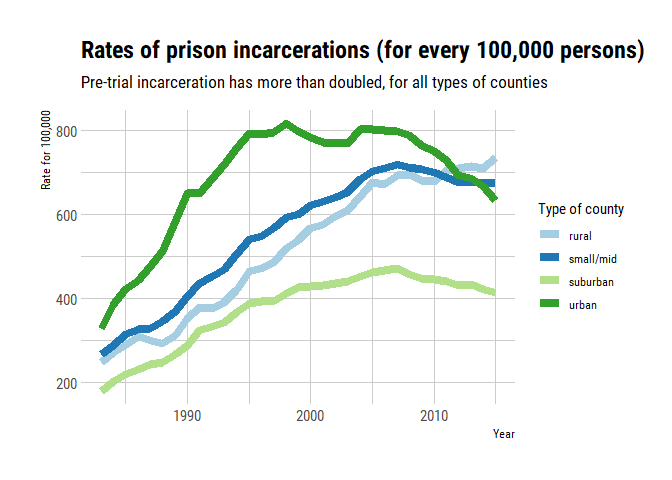 Rates of prison incarcerations (for every 100,000 persons)
Pre-trial incarceration has more than doubled, for all types of counties
Rate for 100,000
800
600
400
200
1990
2000
2010
Year
Type of county
rural
small/mid
suburban
urban